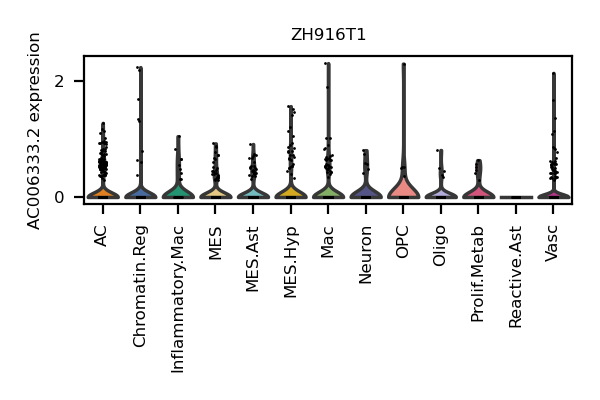 ZH916T1
AC006333.2 expression
2
0
AC
Chromatin.Reg
Inflammatory.Mac
MES
MES.Ast
MES.Hyp
Mac
Neuron
OPC
Oligo
Prolif.Metab
Reactive.Ast
Vasc